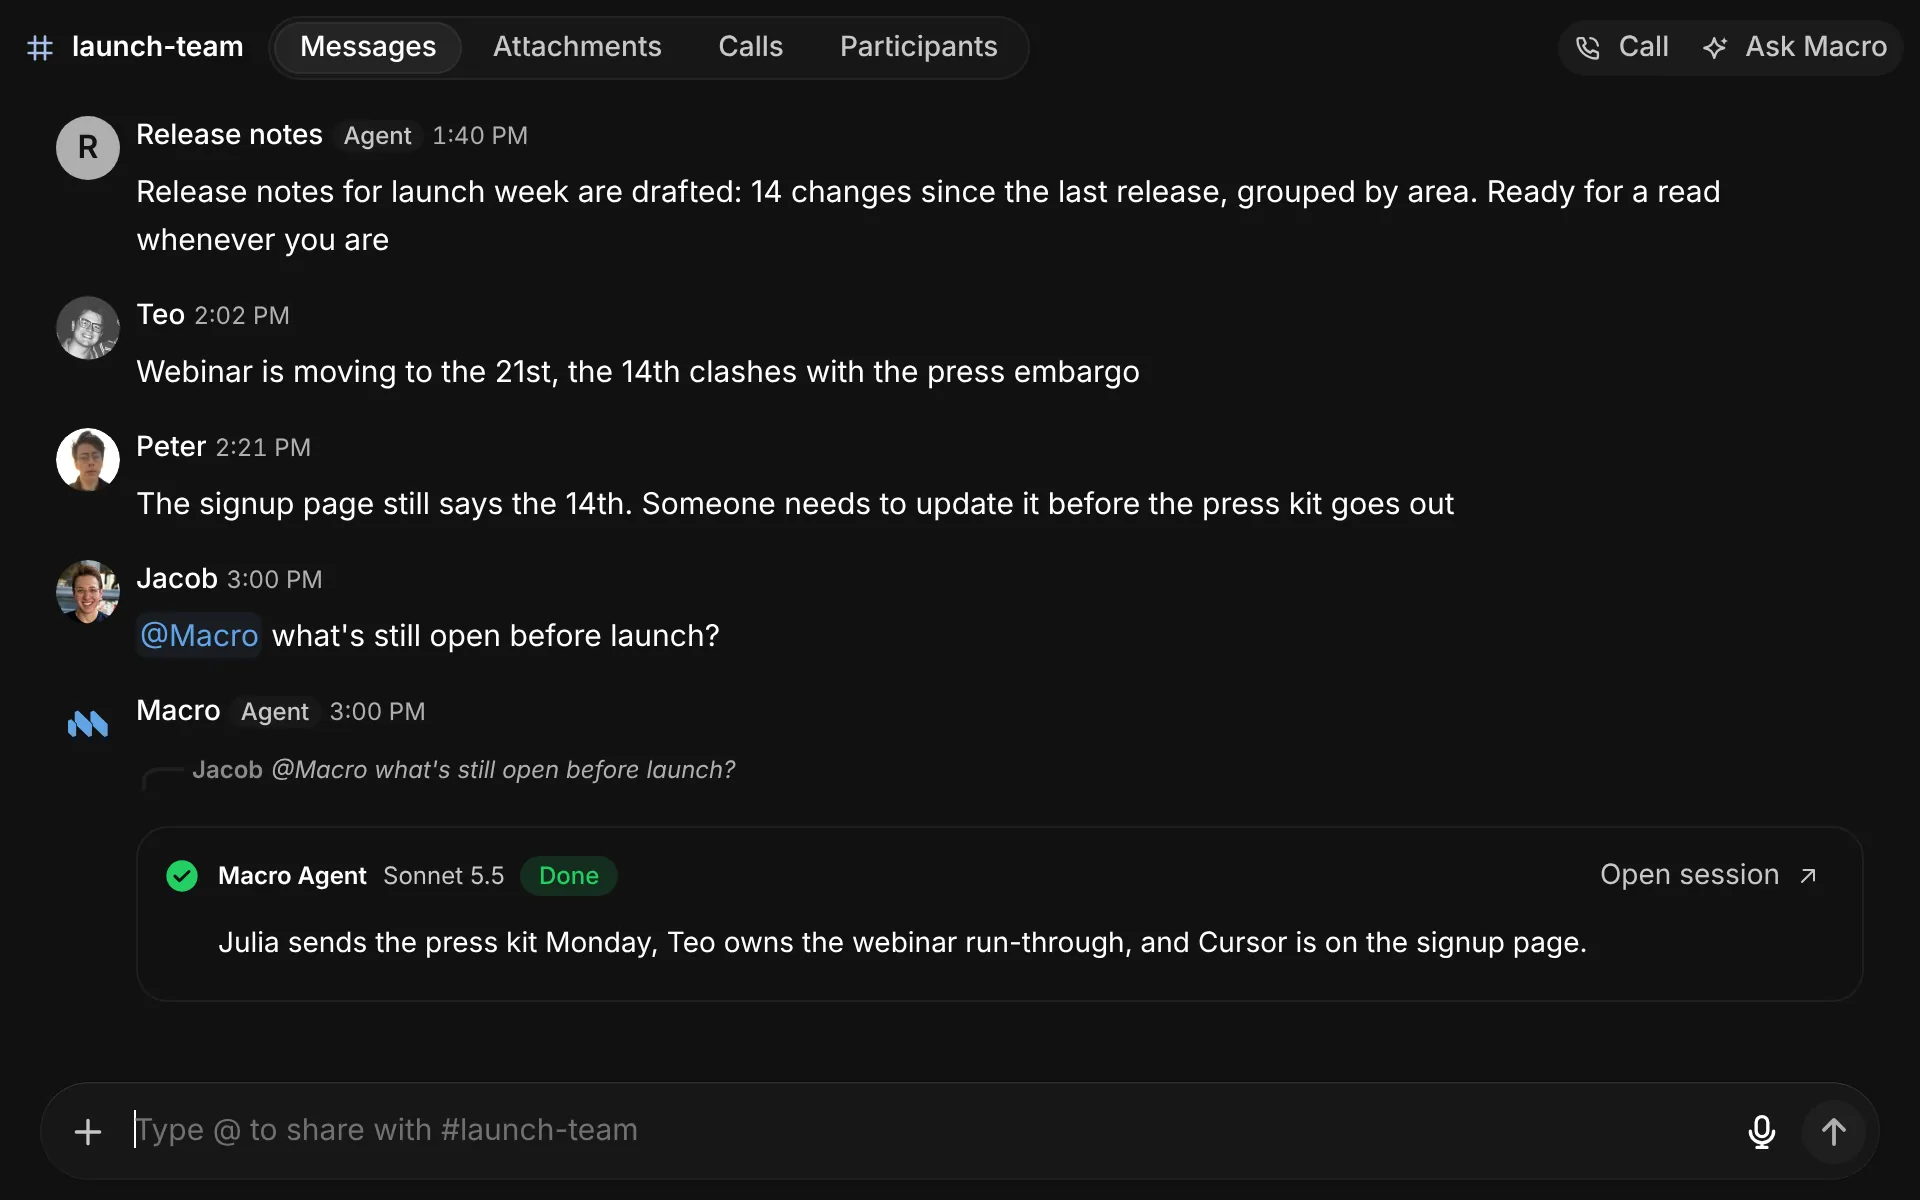 launch-team
Messages
Attachments
Calls
Participants
Call
Ask Macro
R
Release notes Agent 1:40 PM
Release notes for launch week are drafted: 14 changes since the last release, grouped by area. Ready for a read
whenever you are
Teo 2:02 PM
Webinar is moving to the 21st, the 14th clashes with the press embargo
Peter 2:21 PM
The signup page still says the 14th. Someone needs to update it before the press kit goes out
Jacob 3:00 PM
@Macro what's still open before launch?
Macro Agent 3:00 PM
Jacob @Macro what's still open before launch?
Macro Agent Sonnet 5.5 Done
Open session
Julia sends the press kit Monday, Teo owns the webinar run-through, and Cursor is on the signup page.
Type @ to share with #launch-team